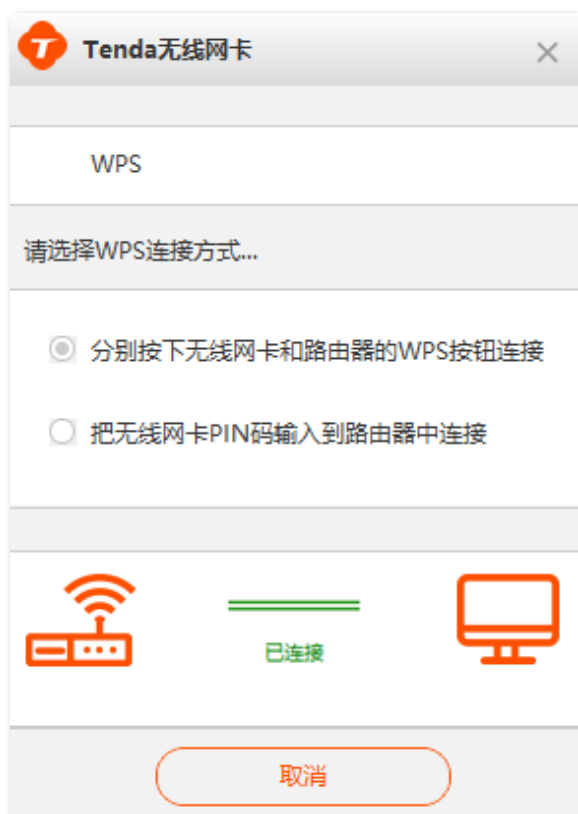 Tenda无线网卡
WPS
请选择WPS连接方式...
分别按下无线网卡和路由器的WPS按钮连接
把无线网卡PIN码输入到路由器中连接
已连接
取消